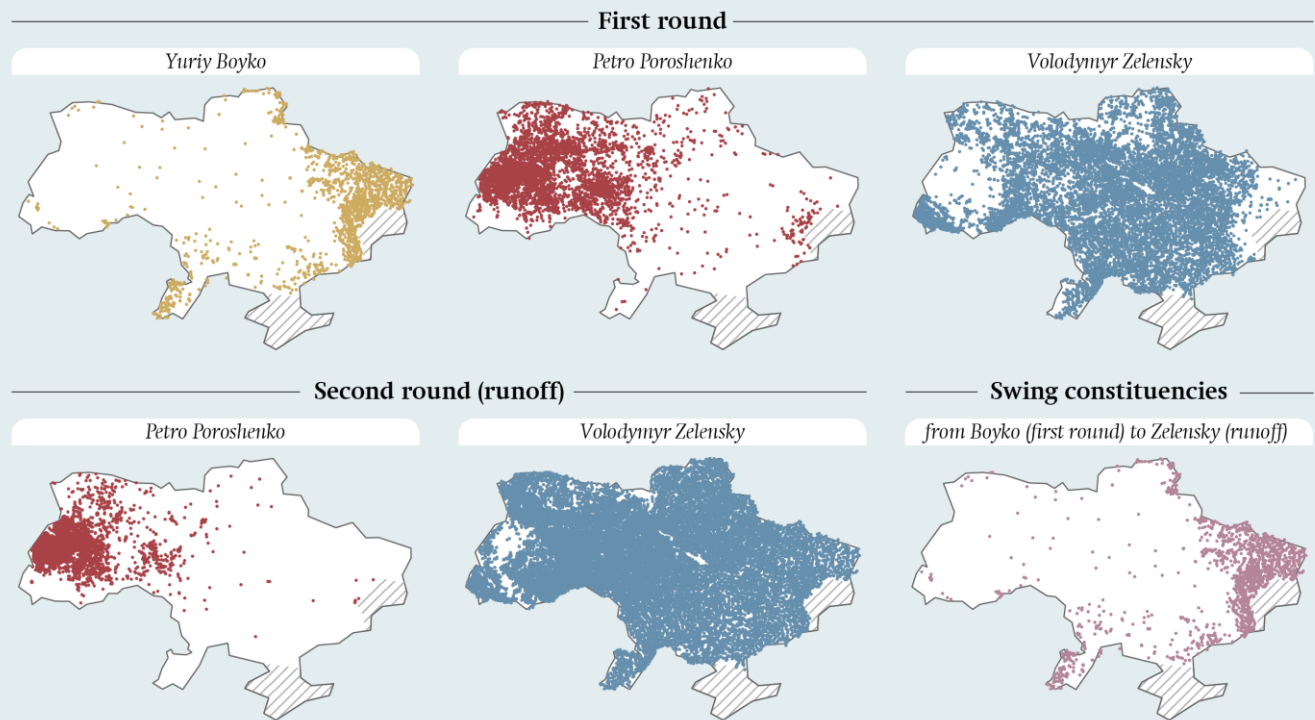 First round
Yuriy Boyko
Petro Poroshenko
Volodymyr Zelensky
Second round (runoff)
Swing constituencies
Petro Poroshenko
Volodymyr Zelensky
from Boyko (first round) to Zelensky (runoff)